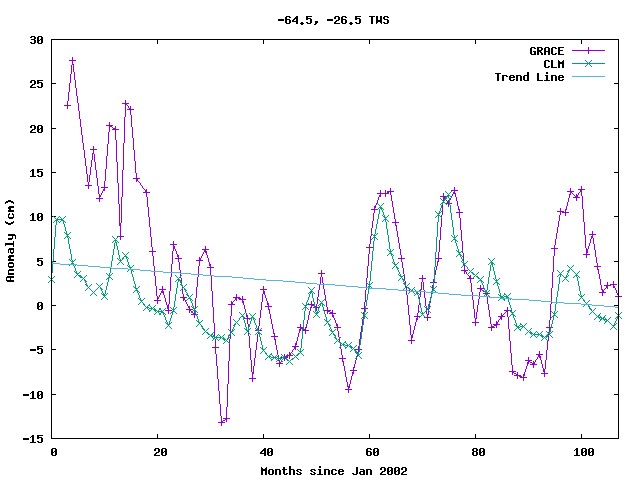 -64.5, -26.5 TWS
GRACE
CLM
Trend Line
30
25
20
15
10
5
0
-5
-10
-15
Anomaly (cm)
0 20 40 60 80 100
Months since Jan 2002